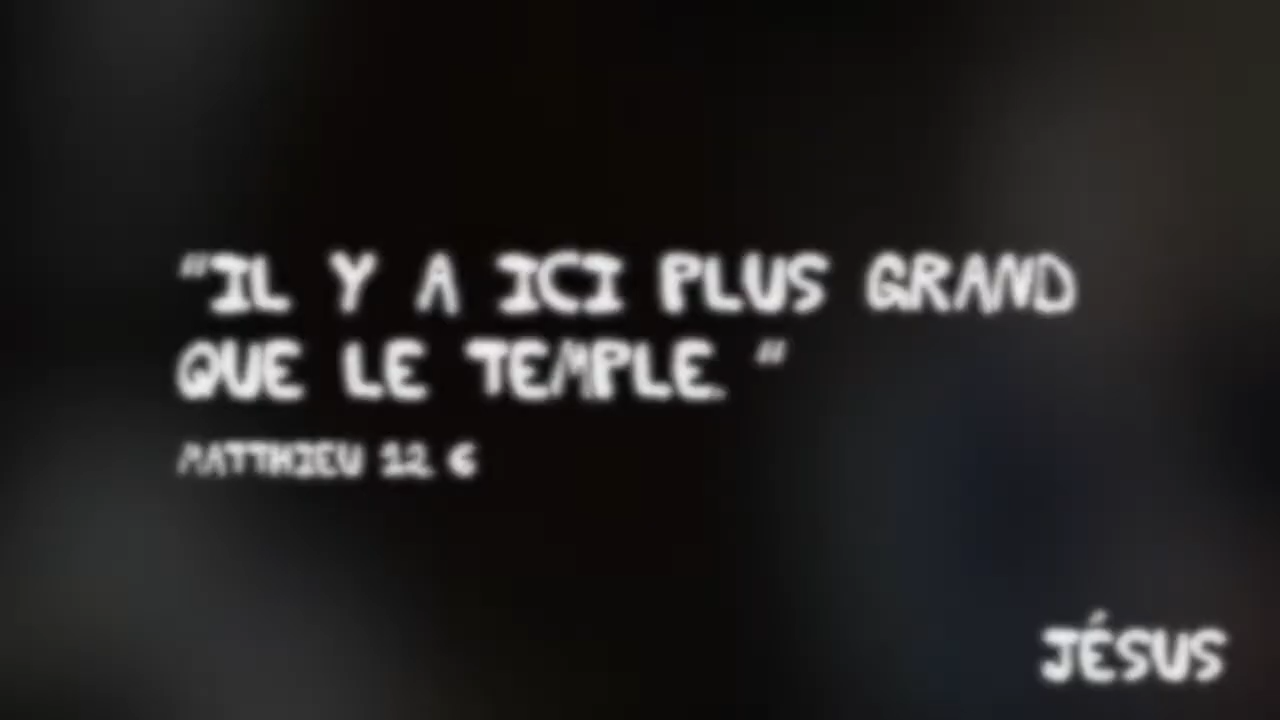 "IL Y A ICI PLUS GRAND
QUE LE TEMPLE. "
MATTHIEU 12. 6
JÉSUS